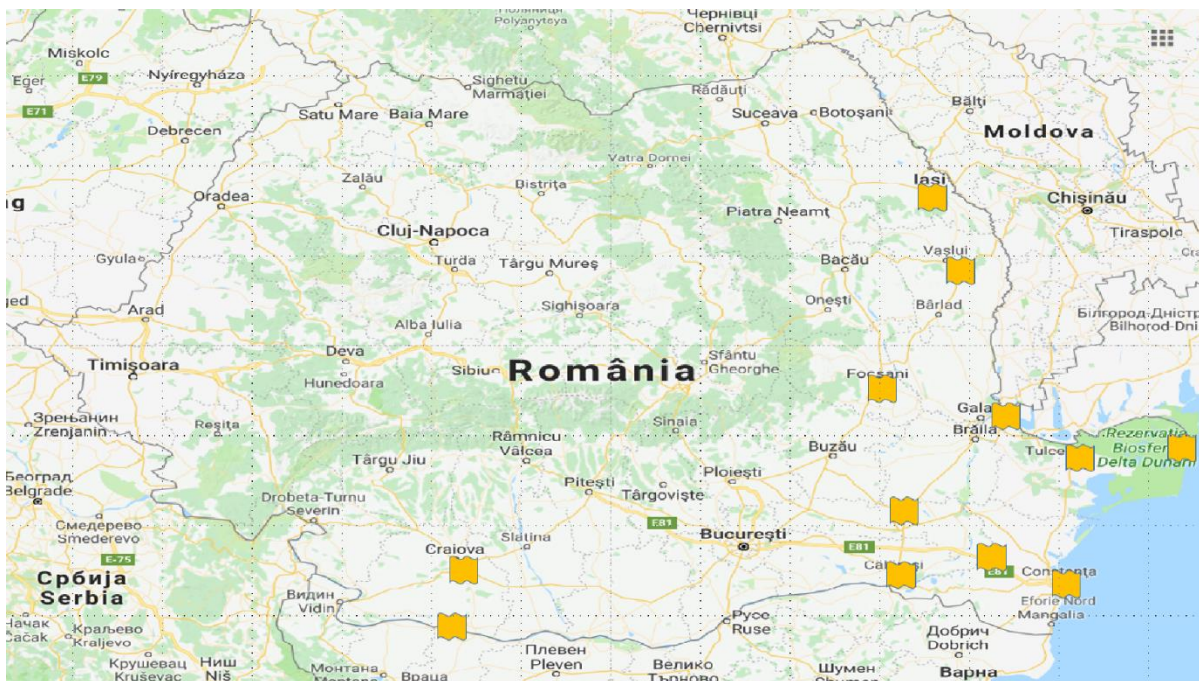 Чернівці
Chernivtsi
Polyanytsya
Miskolc
Eger
E79
Nyíregyháza
E71
Debrecen
Sighetu
Marmației
Satu Mare
Baia Mare
Rădăuți
Suceava
Botoșani
Bălți
Moldova
Vatra Dornei
Zalău
Bistrița
Oradea
Iași
Chișinău
Tiraspol
Piatra Neamț
Cluj-Napoca
Turda
Târgu Mureș
Gyula
Bacău
Vaslui
Arad
Sighișoara
Alba Iulia
Onești
Bârlad
Білгород-Дністр
Bilhorod-Dni
Timișoara
Deva
Hunedoara
Sibiu
România
Sfântu
Gheorghe
Зрењанин
Zrenjanin
Reșița
Râmnicu
Vâlcea
Sinaia
Buzău
Gala
Brăila
Tulce
Rezervația
Biosfer
Delta Dunăr
Београд
Belgrade
Târgu Jiu
Pitești
Ploiești
Târgoviște
Drobeta-Turnu
Severin
Смедерево
Smederevo
E-75
Slatina
E81
București
E81
Craiova
Србија
Serbia
Видин
Vidin
Constanța
Eforie Nord
Mangalia
Русе
Ruse
Краљево
Kraljevo
Крушевац
Kruševac
Ниш
Niš
Монтана
Враца
Плевен
Pleven
Велико
Добрич
Dobrich
Шумен
Варна